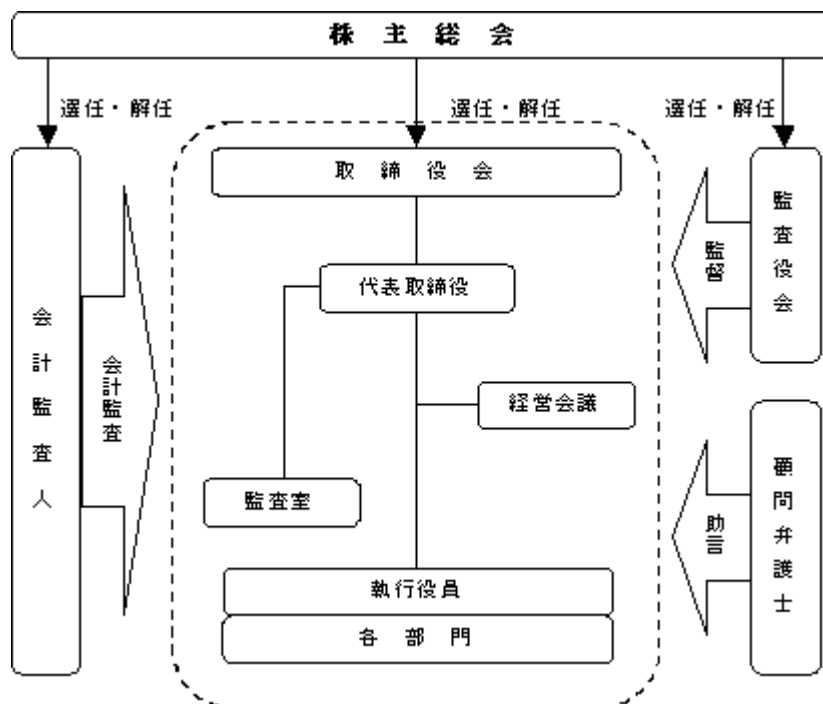 株主総会
選任・解任
選任・解任
選任・解任
取締役会
監査役会
監督
代表取締役
会計監査人
会計監査
経営会議
監査室
顧問弁護士
助言
執行役員
各部門